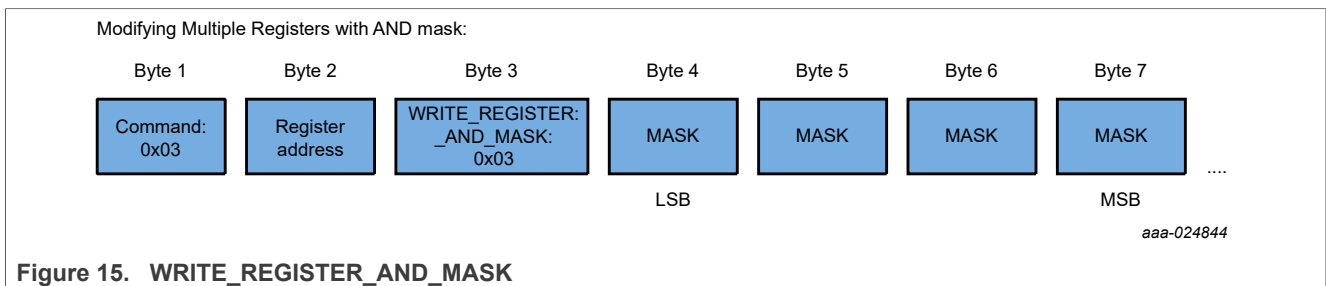 Modifying Multiple Registers with AND mask:
Byte 1 Byte 2 Byte 3 Byte 4 Byte 5 Byte 6 Byte 7
Command:
0x03
Register
address
WRITE_REGISTER:
_AND_MASK:
0x03
MASK
MASK
MASK
MASK
....
LSB MSB
aaa-024844
Figure 15. WRITE_REGISTER_AND_MASK